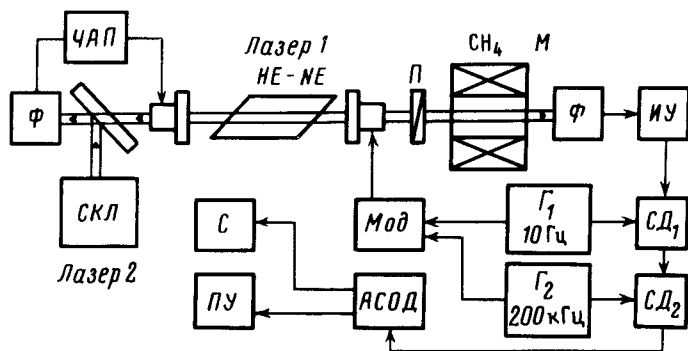 ЧАП
Лазер 1
НЕ-NE
CH4 М
П
Ф
Ф
ИУ
СКЛ
Лазер 2
С
Мод
Г1
10 Гц
СД1
ПУ
АСОД
Г2
200 кГц
СД2